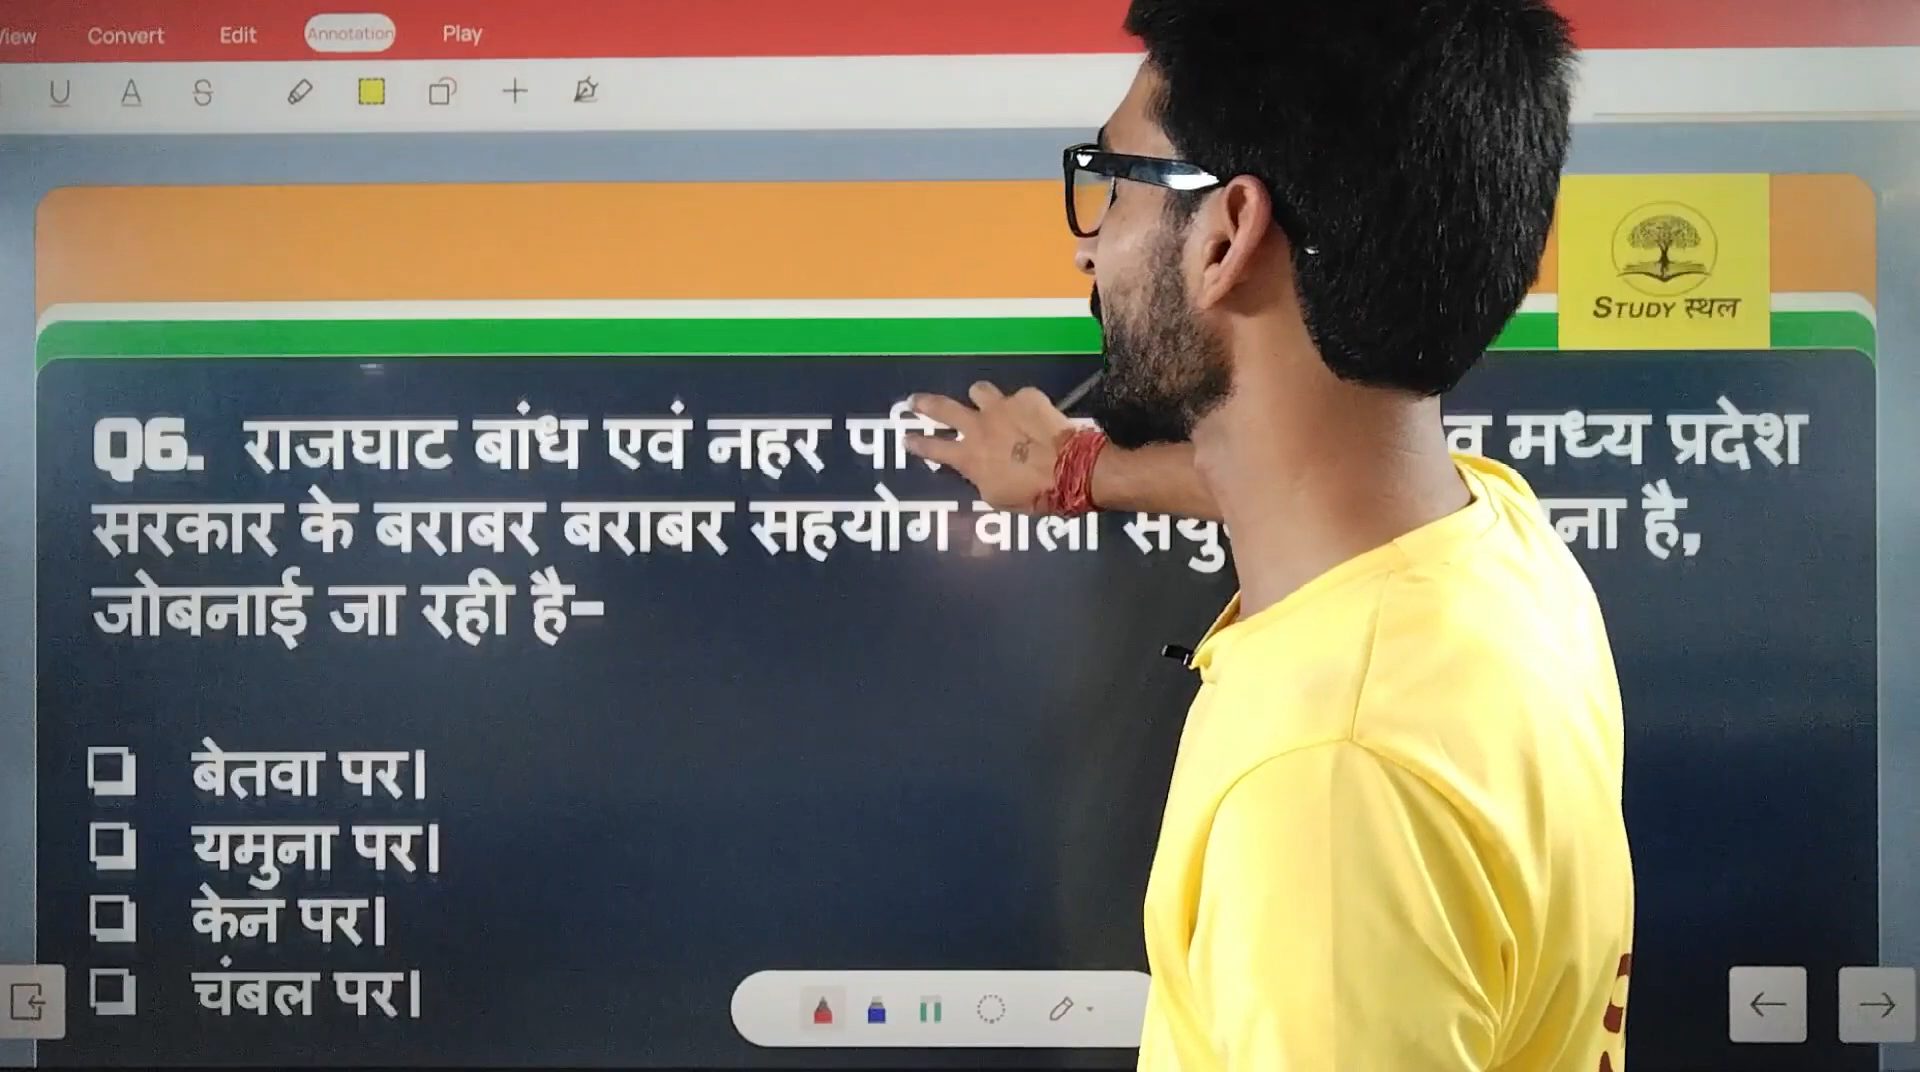 View Convert Edit Annotation Play
U A S
STUDY स्थल
Q6. राजघाट बांध एवं नहर व मध्य प्रदेश
सरकार के बराबर बराबर सहयोग वाली है,
जोबनाई जा रही है-
बेतवा पर।
यमुना पर।
केन पर।
चंबल पर।